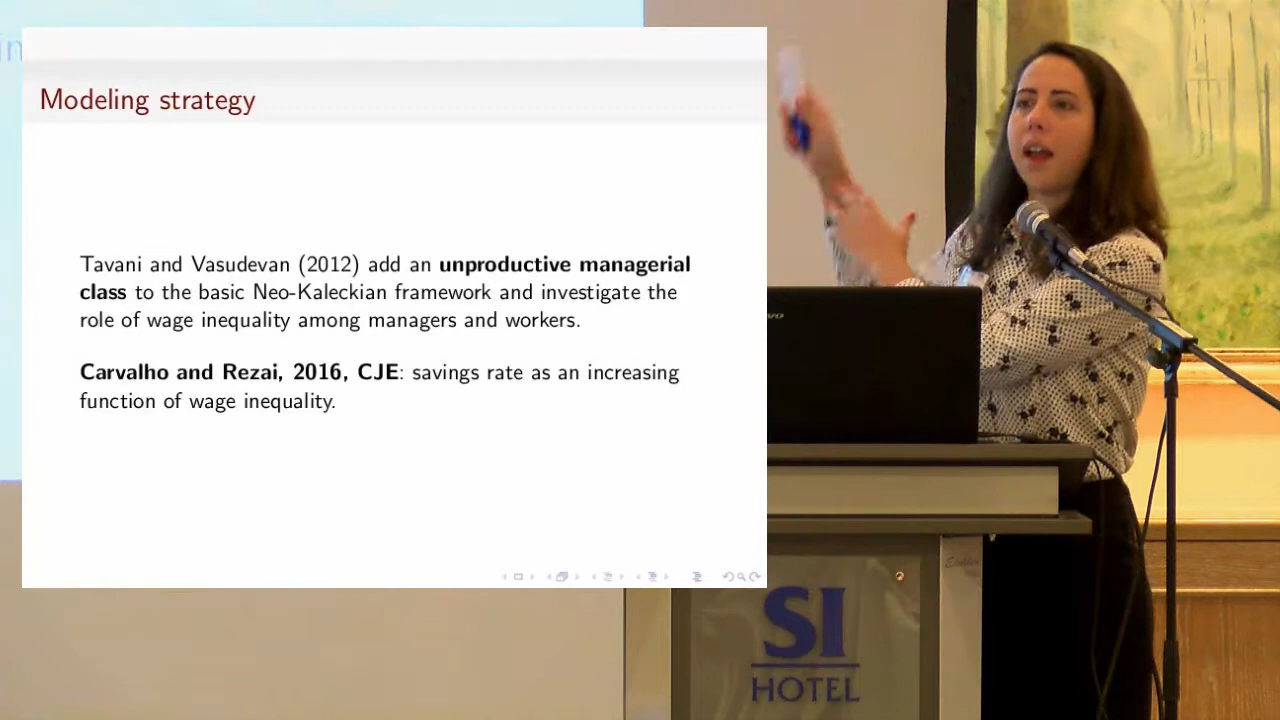 in
Modeling strategy
Tavani and Vasudevan (2012) add an unproductive managerial
class to the basic Neo-Kaleckian framework and investigate the
role of wage inequality among managers and workers.
Carvalho and Rezai, 2016, CJE: savings rate as an increasing
function of wage inequality.
SI
HOTEL